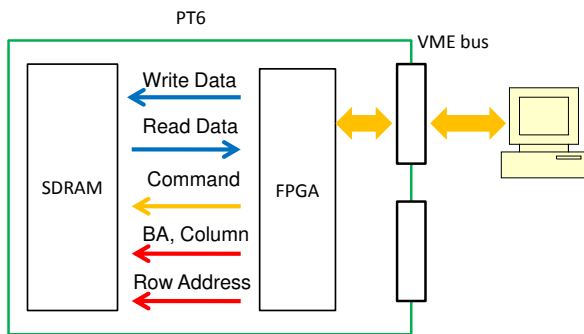 PT6
VME bus
Write Data
Read Data
SDRAM
Command
FPGA
BA, Column
Row Address